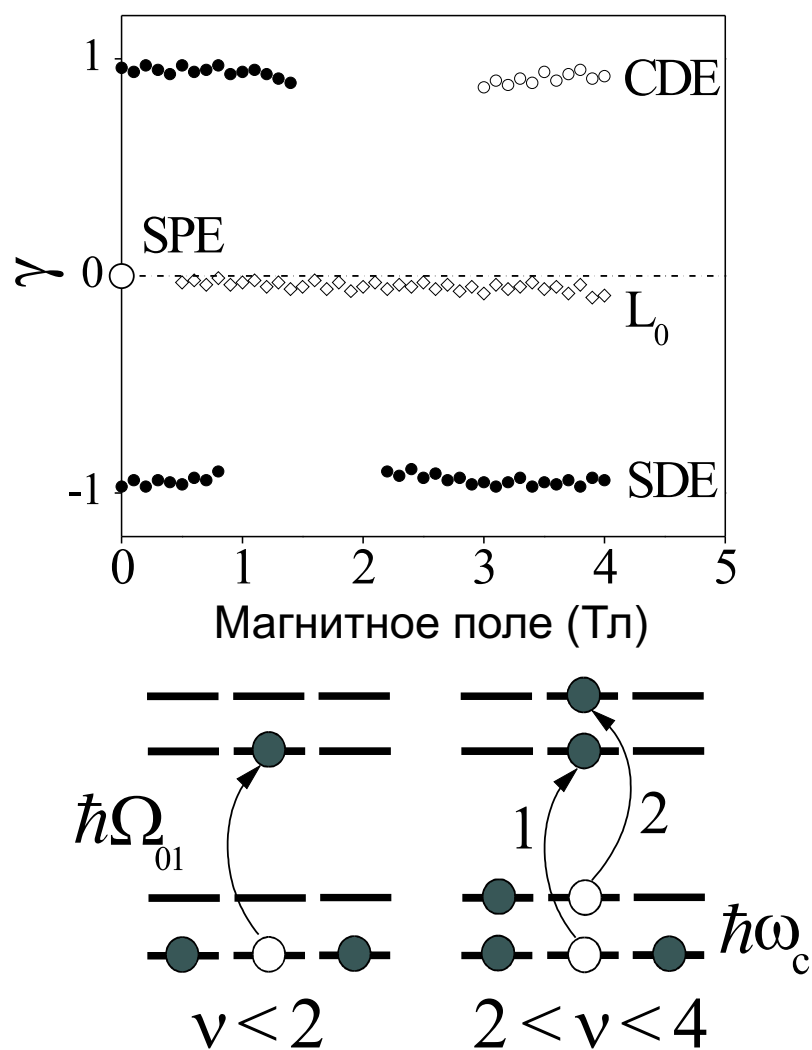 1
CDE
SPE
γ
0
L₀
-1
SDE
0 1 2 3 4 5
Магнитное поле (Тл)
ħΩ₀₁
1
2
ħω_c
ν < 2
2 < ν < 4